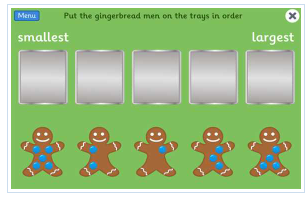 Menu
Put the gingerbread men on the trays in order
smallest
largest